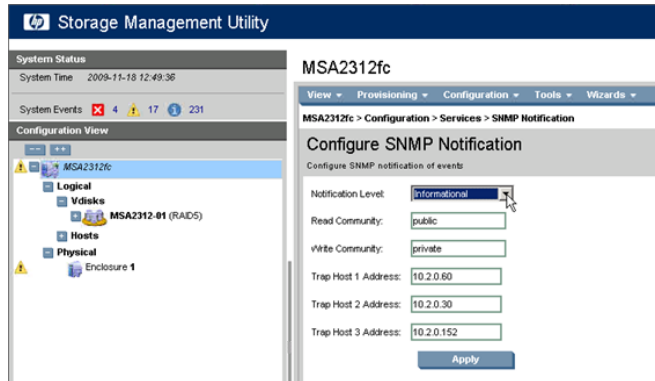 hp Storage Management Utility
System Status
System Time 2009-11-18 12:49:36
System Events 4 17 231
Configuration View
MSA2312fc
Logical
Vdisks
MSA2312-01 (RAID5)
Hosts
Physical
Enclosure 1
MSA2312fc
View Provisioning Configuration Tools Wizards
MSA2312fc > Configuration > Services > SNMP Notification
Configure SNMP Notification
Configure SNMP notification of events
Notification Level: Informational
Read Community: public
Write Community: private
Trap Host 1 Address: 10.2.0.60
Trap Host 2 Address: 10.2.0.30
Trap Host 3 Address: 10.2.0.152
Apply